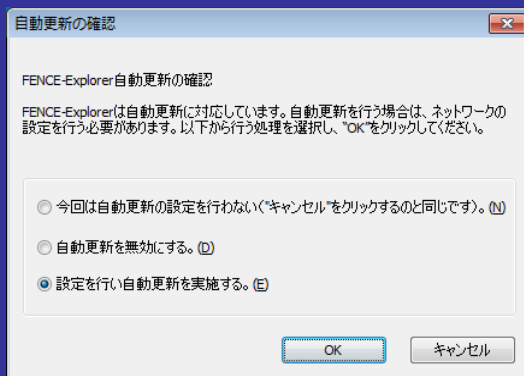 自動更新の確認
FENCE-Explorer自動更新の確認
FENCE-Explorerは自動更新に対応しています。自動更新を行う場合は、ネットワークの
設定を行う必要があります。以下から行う処理を選択し、"OK"をクリックしてください。
今回は自動更新の設定を行わない("キャンセル"をクリックするのと同じです)。(N)
自動更新を無効にする。(D)
設定を行い自動更新を実施する。(E)
OK キャンセル